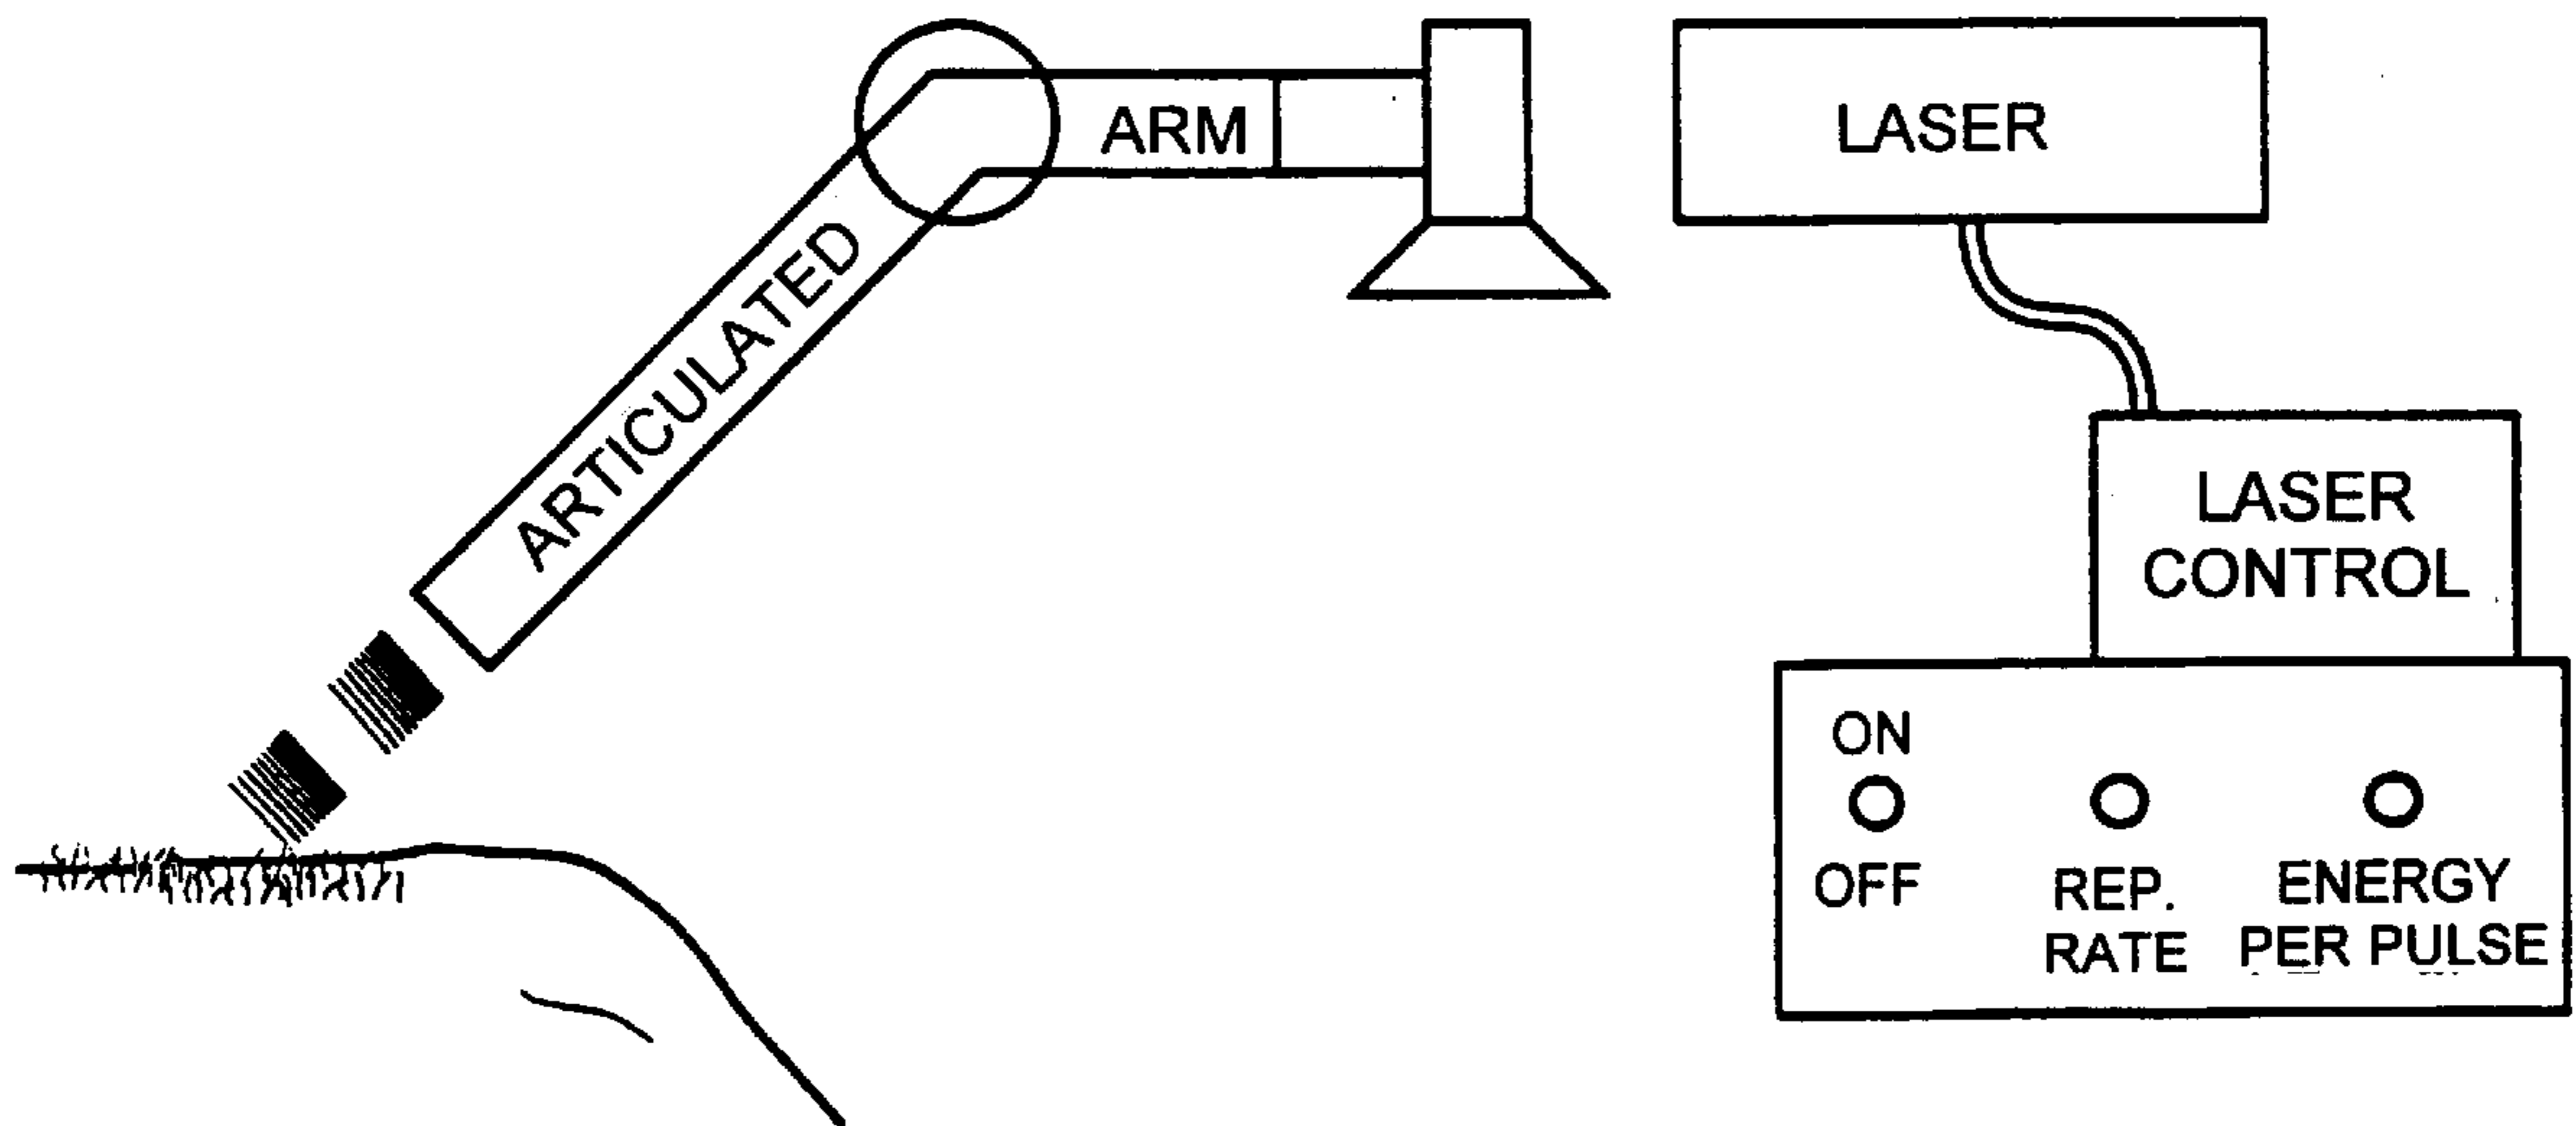 ARTICULATED
ARM
LASER
LASER
CONTROL
ON
OFF
REP.
RATE
ENERGY
PER PULSE